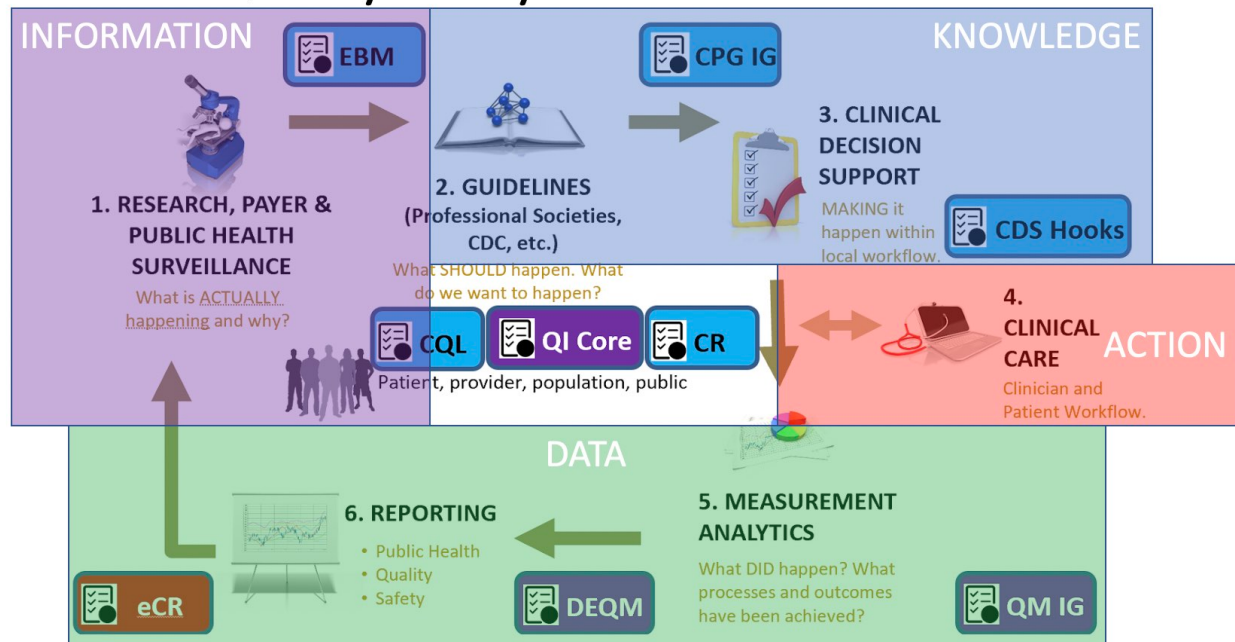 INFORMATION
EBM
CPG IG
KNOWLEDGE
1. RESEARCH, PAYER &
PUBLIC HEALTH
SURVEILLANCE
What is ACTUALLY
happening and why?
2. GUIDELINES
(Professional Societies,
CDC, etc.)
What SHOULD happen. What
do we want to happen?
3. CLINICAL
DECISION
SUPPORT
MAKING it
happen within
local workflow.
CDS Hooks
CQL
QI Core
CR
Patient, provider, population, public
4.
CLINICAL
CARE
ACTION
Clinician and
Patient Workflow.
DATA
5. MEASUREMENT
ANALYTICS
What DID happen? What
processes and outcomes
have been achieved?
QM IG
6. REPORTING
• Public Health
• Quality
• Safety
DEQM
eCR